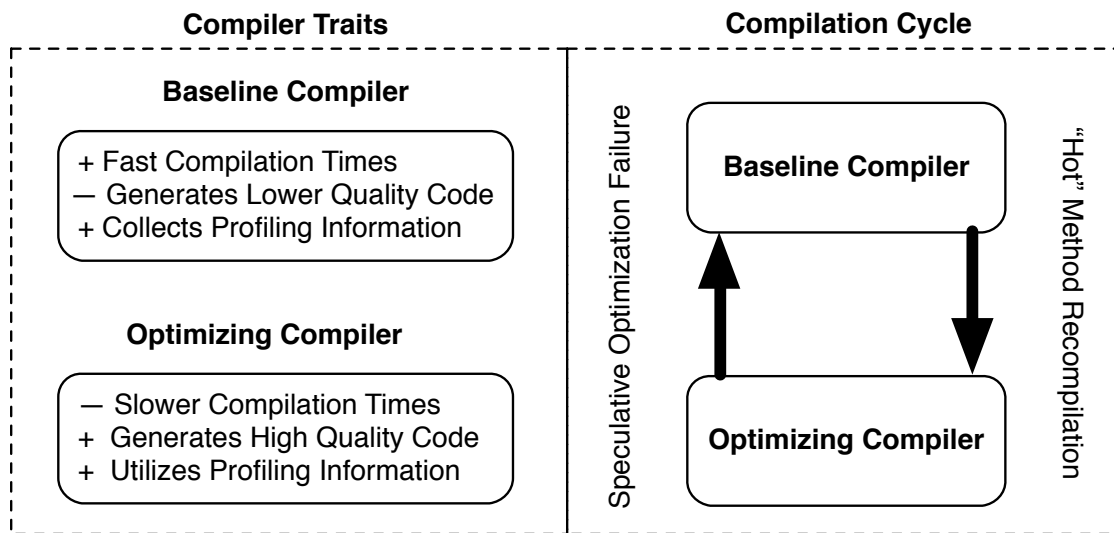 Compiler Traits
Baseline Compiler
+ Fast Compilation Times
— Generates Lower Quality Code
+ Collects Profiling Information
Optimizing Compiler
— Slower Compilation Times
+ Generates High Quality Code
+ Utilizes Profiling Information
Compilation Cycle
Speculative Optimization Failure
Baseline Compiler
Optimizing Compiler
“Hot” Method Recompilation